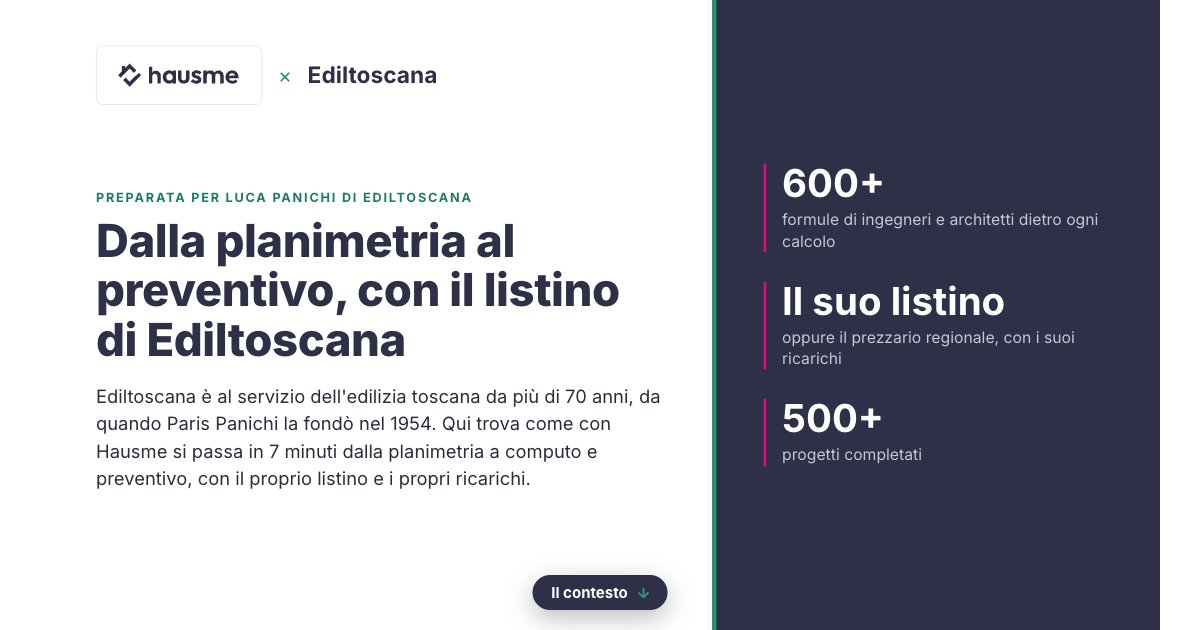 hausme × Ediltoscana
PREPARATA PER LUCA PANICHI DI EDILTOSCANA
Dalla planimetria al
preventivo, con il listino
di Ediltoscana
Ediltoscana è al servizio dell'edilizia toscana da più di 70 anni, da
quando Paris Panichi la fondò nel 1954. Qui trova come con
Hausme si passa in 7 minuti dalla planimetria a computo e
preventivo, con il proprio listino e i propri ricarichi.
Il contesto ↓
600+
formule di ingegneri e architetti dietro ogni
calcolo
Il suo listino
oppure il prezzario regionale, con i suoi
ricarichi
500+
progetti completati